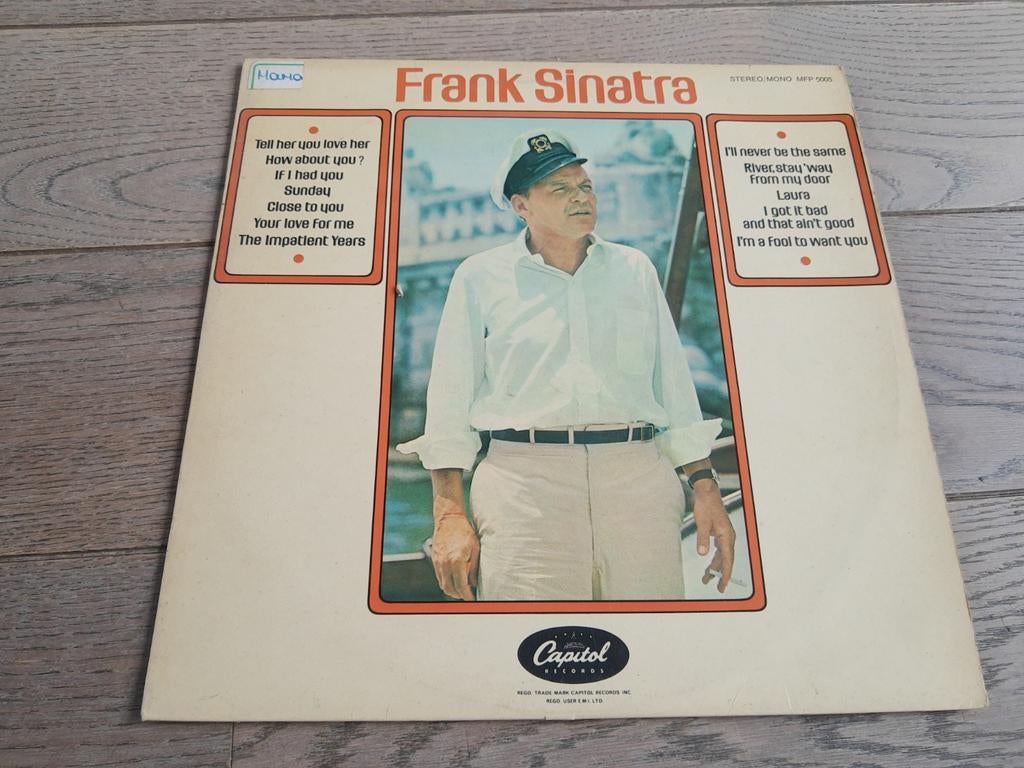 Mono
Frank Sinatra
STEREO/MONO MFP 5005
Tell her you love her
How about you?
If I had you
Sunday
Close to you
Your love for me
The Impatient Years
I'll never be the same
River, stay 'way
from my door
Laura
I got it bad
and that ain't good
I'm a fool to want you
Capitol
RECORDS
REGD. TRADE MARK CAPITOL RECORDS INC.
REGD. USER E.M.I. LTD.